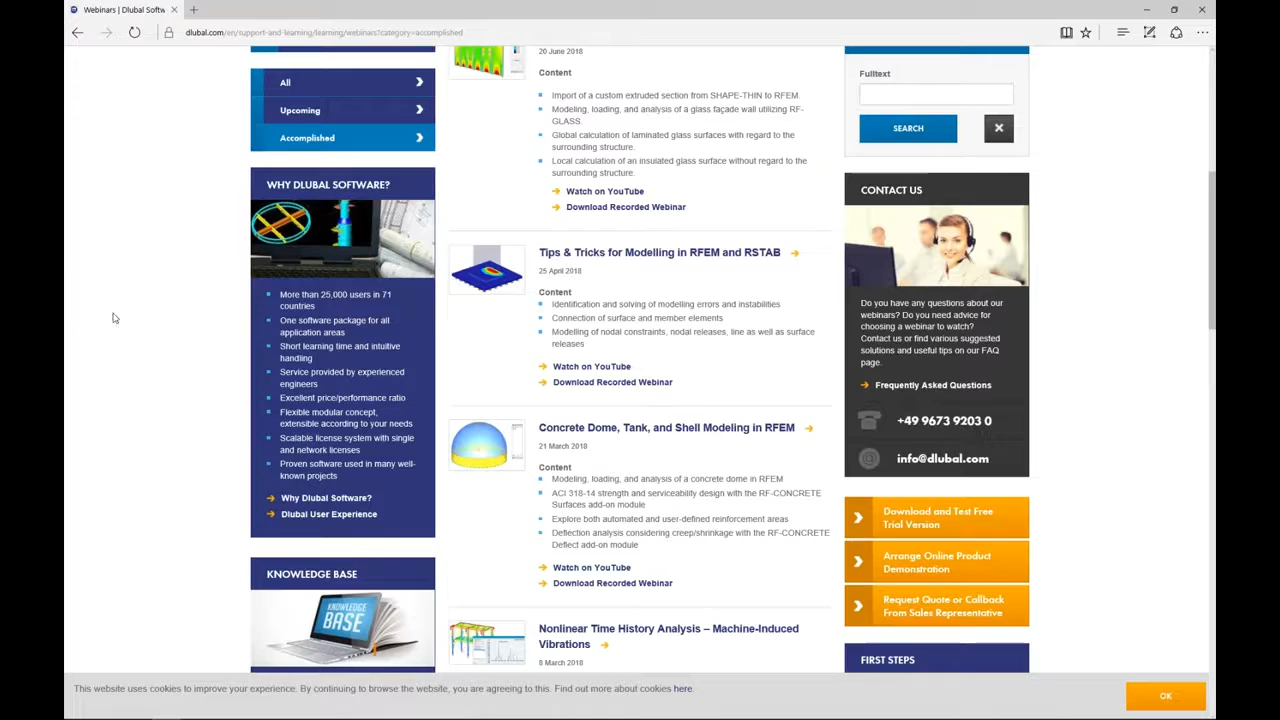 Webinars | Dlubal Softw
dlubal.com/en/support-and-learning/learning/webinars?category=accomplished
All
Upcoming
Accomplished
WHY DLUBAL SOFTWARE?
More than 25,000 users in 71
countries
One software package for all
application areas
Short learning time and intuitive
handling
Service provided by experienced
engineers
Excellent price/performance ratio
Flexible modular concept,
extensible according to your needs
Scalable license system with single
and network licenses
Proven software used in many well-
known projects
Why Dlubal Software?
Dlubal User Experience
KNOWLEDGE BASE
KNOWLEDGE
BASE
20 June 2018
Content
Import of a custom extruded section from SHAPE-THIN to RFEM.
Modeling, loading, and analysis of a glass façade wall utilizing RF-
GLASS.
Global calculation of laminated glass surfaces with regard to the
surrounding structure.
Local calculation of an insulated glass surface without regard to the
surrounding structure.
Watch on YouTube
Download Recorded Webinar
Tips & Tricks for Modelling in RFEM and RSTAB
25 April 2018
Content
Identification and solving of modelling errors and instabilities
Connection of surface and member elements
Modelling of nodal constraints, nodal releases, line as well as surface
releases
Watch on YouTube
Download Recorded Webinar
Concrete Dome, Tank, and Shell Modeling in RFEM
21 March 2018
Content
Modeling, loading, and analysis of a concrete dome in RFEM
ACI 318-14 strength and serviceability design with the RF-CONCRETE
Surfaces add-on module
Explore both automated and user-defined reinforcement areas
Deflection analysis considering creep/shrinkage with the RF-CONCRETE
Deflect add-on module
Watch on YouTube
Download Recorded Webinar
Nonlinear Time History Analysis – Machine-Induced
Vibrations
8 March 2018
Fulltext
SEARCH
CONTACT US
Do you have any questions about our
webinars? Do you need advice for
choosing a webinar to watch?
Contact us or find various suggested
solutions and useful tips on our FAQ
page.
Frequently Asked Questions
+49 9673 9203 0
info@dlubal.com
Download and Test Free
Trial Version
Arrange Online Product
Demonstration
Request Quote or Callback
From Sales Representative
FIRST STEPS
This website uses cookies to improve your experience. By continuing to browse the website, you are agreeing to this. Find out more about cookies here.
OK